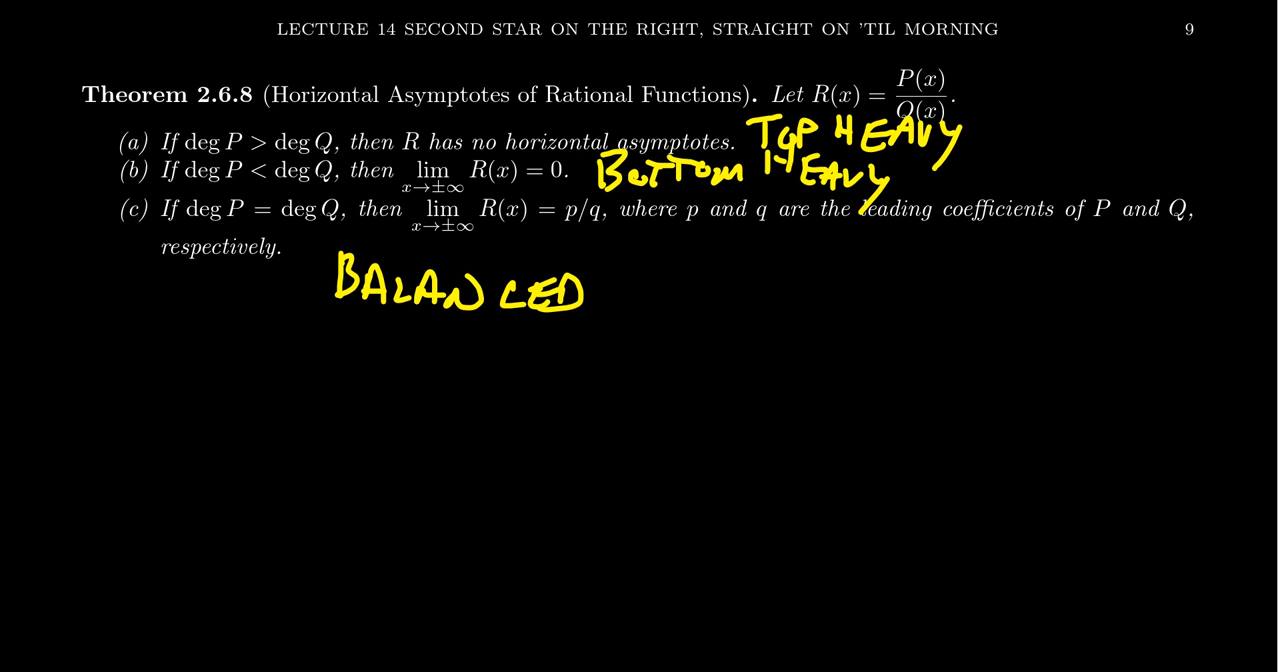 LECTURE 14 SECOND STAR ON THE RIGHT, STRAIGHT ON 'TIL MORNING 9
Theorem 2.6.8 (Horizontal Asymptotes of Rational Functions). Let R(x) = P(x)/Q(x).
(a) If deg P > deg Q, then R has no horizontal asymptotes. TOP HEAVY
(b) If deg P < deg Q, then lim x→±∞ R(x) = 0. BOTTOM HEAVY
(c) If deg P = deg Q, then lim x→±∞ R(x) = p/q, where p and q are the leading coefficients of P and Q,
respectively.
BALANCED